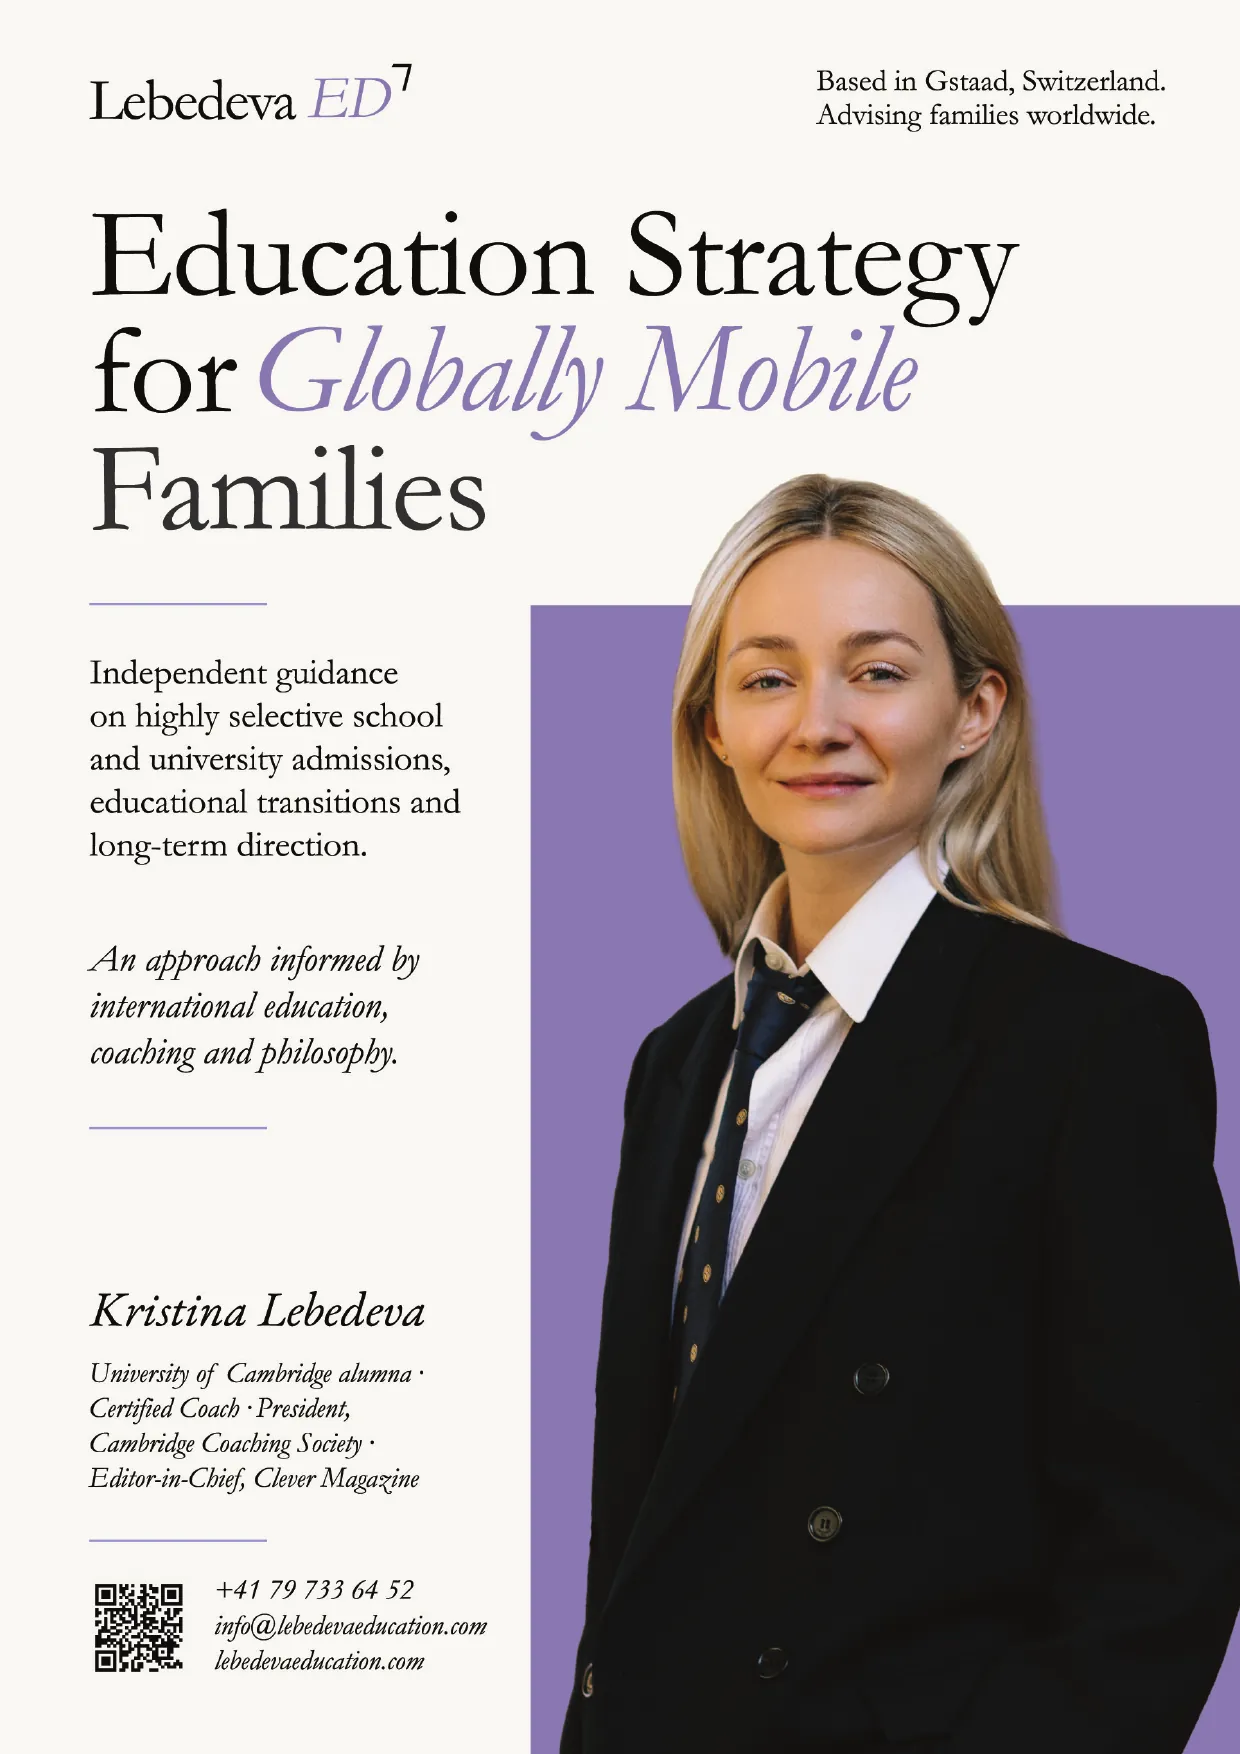 Lebedeva ED⁷
Based in Gstaad, Switzerland.
Advising families worldwide.
Education Strategy
for Globally Mobile
Families
Independent guidance
on highly selective school
and university admissions,
educational transitions and
long-term direction.
An approach informed by
international education,
coaching and philosophy.
Kristina Lebedeva
University of Cambridge alumna ·
Certified Coach · President,
Cambridge Coaching Society ·
Editor-in-Chief, Clever Magazine
+41 79 733 64 52
info@lebedevaeducation.com
lebedevaeducation.com